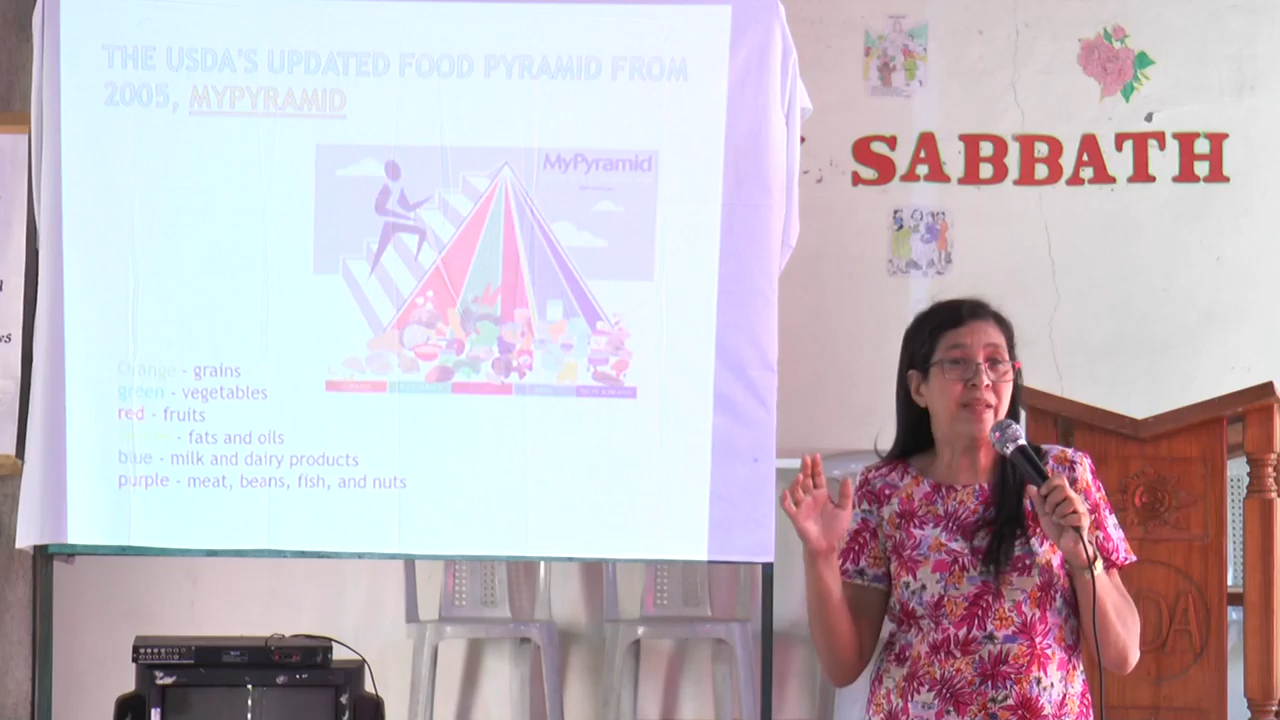 THE USDA'S UPDATED FOOD PYRAMID FROM
2005, MYPYRAMID
MyPyramid
Orange - grains
green - vegetables
red - fruits
- fats and oils
blue - milk and dairy products
purple - meat, beans, fish, and nuts
SABBATH
DA